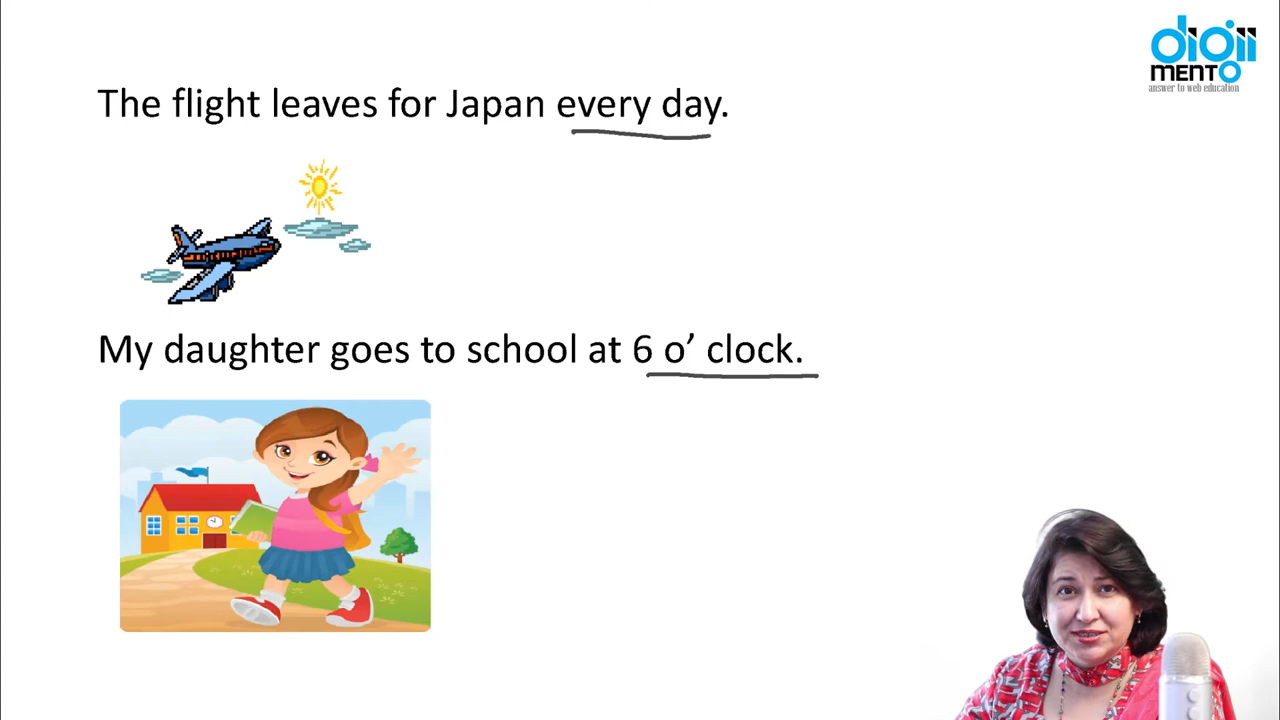 digii
MENTO
answer to web education
The flight leaves for Japan every day.
My daughter goes to school at 6 o’ clock.